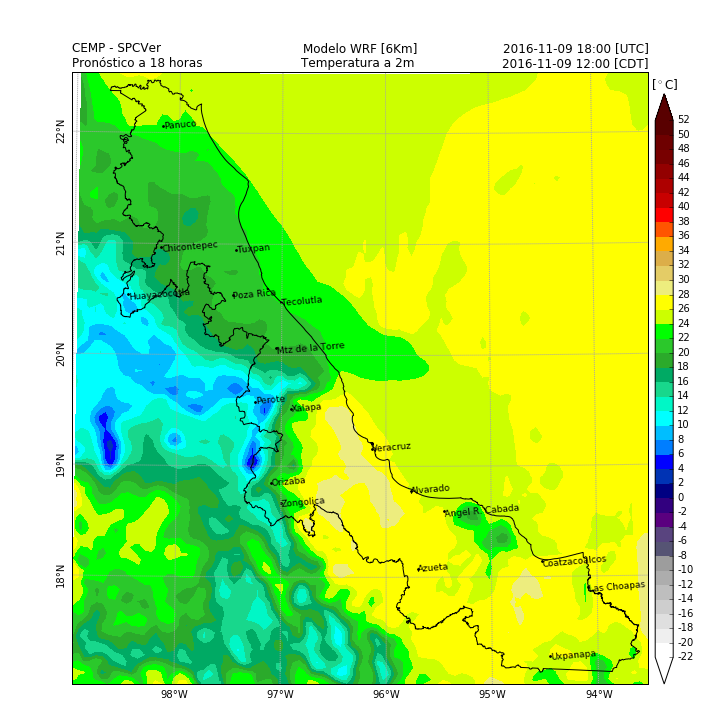 CEMP - SPCVer Modelo WRF [6Km] 2016-11-09 18:00 [UTC]
Pronóstico a 18 horas Temperatura a 2m 2016-11-09 12:00 [CDT]
[°C]
52
50
48
46
44
42
40
38
36
34
32
30
28
26
24
22
20
18
16
14
12
10
8
6
4
2
0
-2
-4
-6
-8
-10
-12
-14
-16
-18
-20
-22
22°N
21°N
20°N
19°N
18°N
Panuco
Chicontepec
Tuxpan
Huayacocotla
Poza Rica
Tecolutla
Mtz de la Torre
Perote
Xalapa
Veracruz
Orizaba
Alvarado
Zongolica
Angel R. Cabada
Azueta
Coatzacoalcos
Las Choapas
Uxpanapa
98°W 97°W 96°W 95°W 94°W